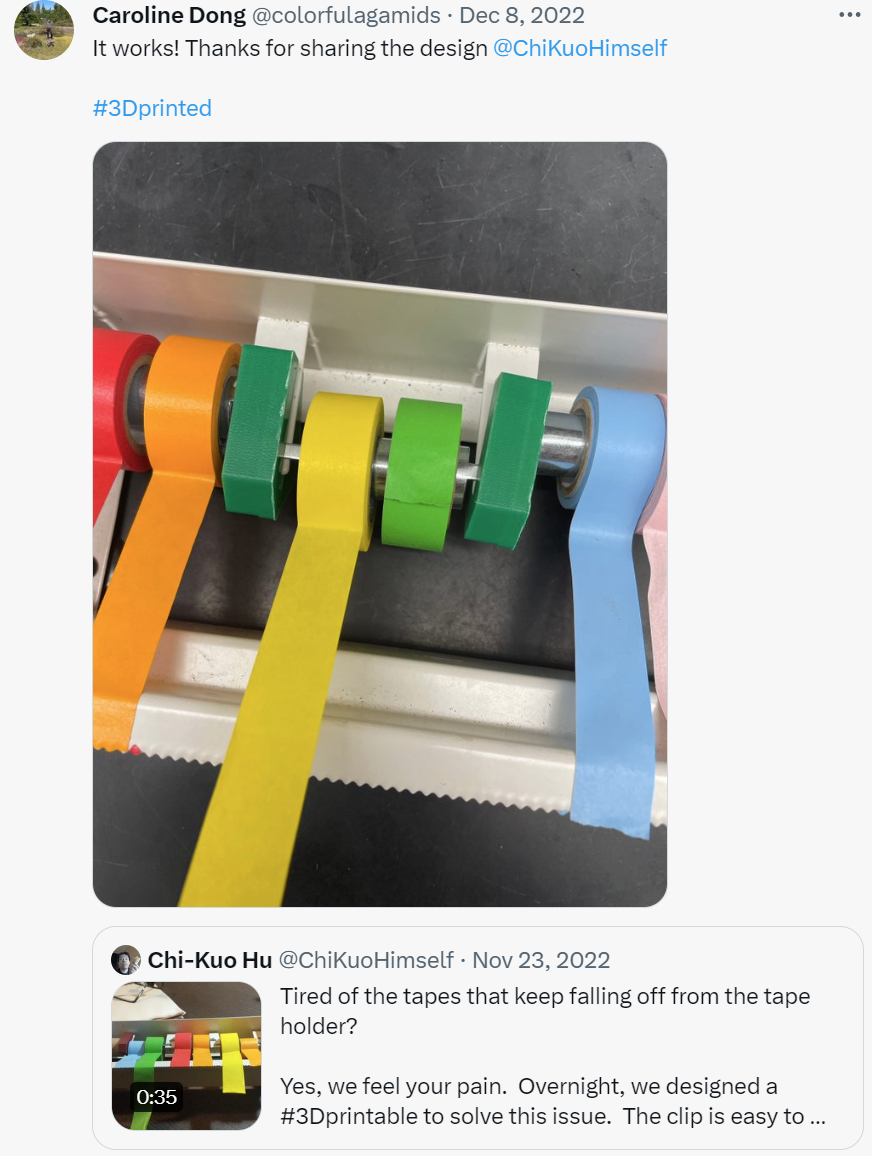 Caroline Dong @colorfulagamids · Dec 8, 2022
It works! Thanks for sharing the design @ChiKuoHimself
#3Dprinted
Chi-Kuo Hu @ChiKuoHimself · Nov 23, 2022
Tired of the tapes that keep falling off from the tape
holder?
Yes, we feel your pain.  Overnight, we designed a
#3Dprintable to solve this issue.  The clip is easy to ...
0:35